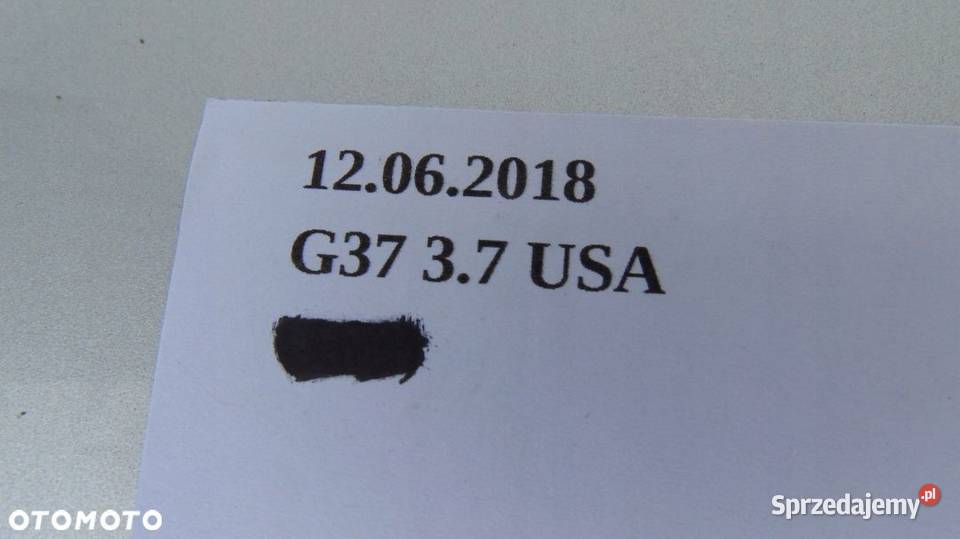 12.06.2018
G37 3.7 USA
OTOMOTO
Sprzedajemy.pl